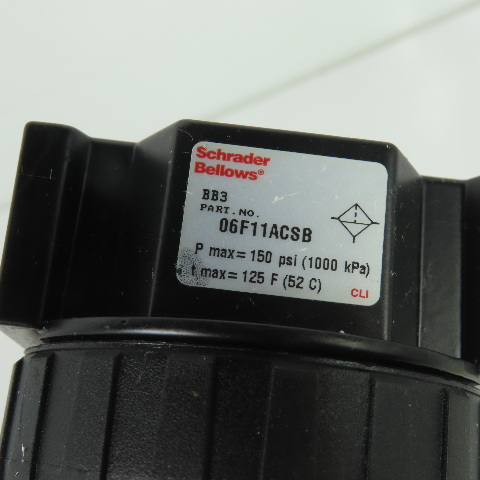 Schrader
Bellows®
BB3
PART.NO.
06F11ACSB
P max= 150 psi (1000 kPa)
t max= 125 F (52 C)
CLI